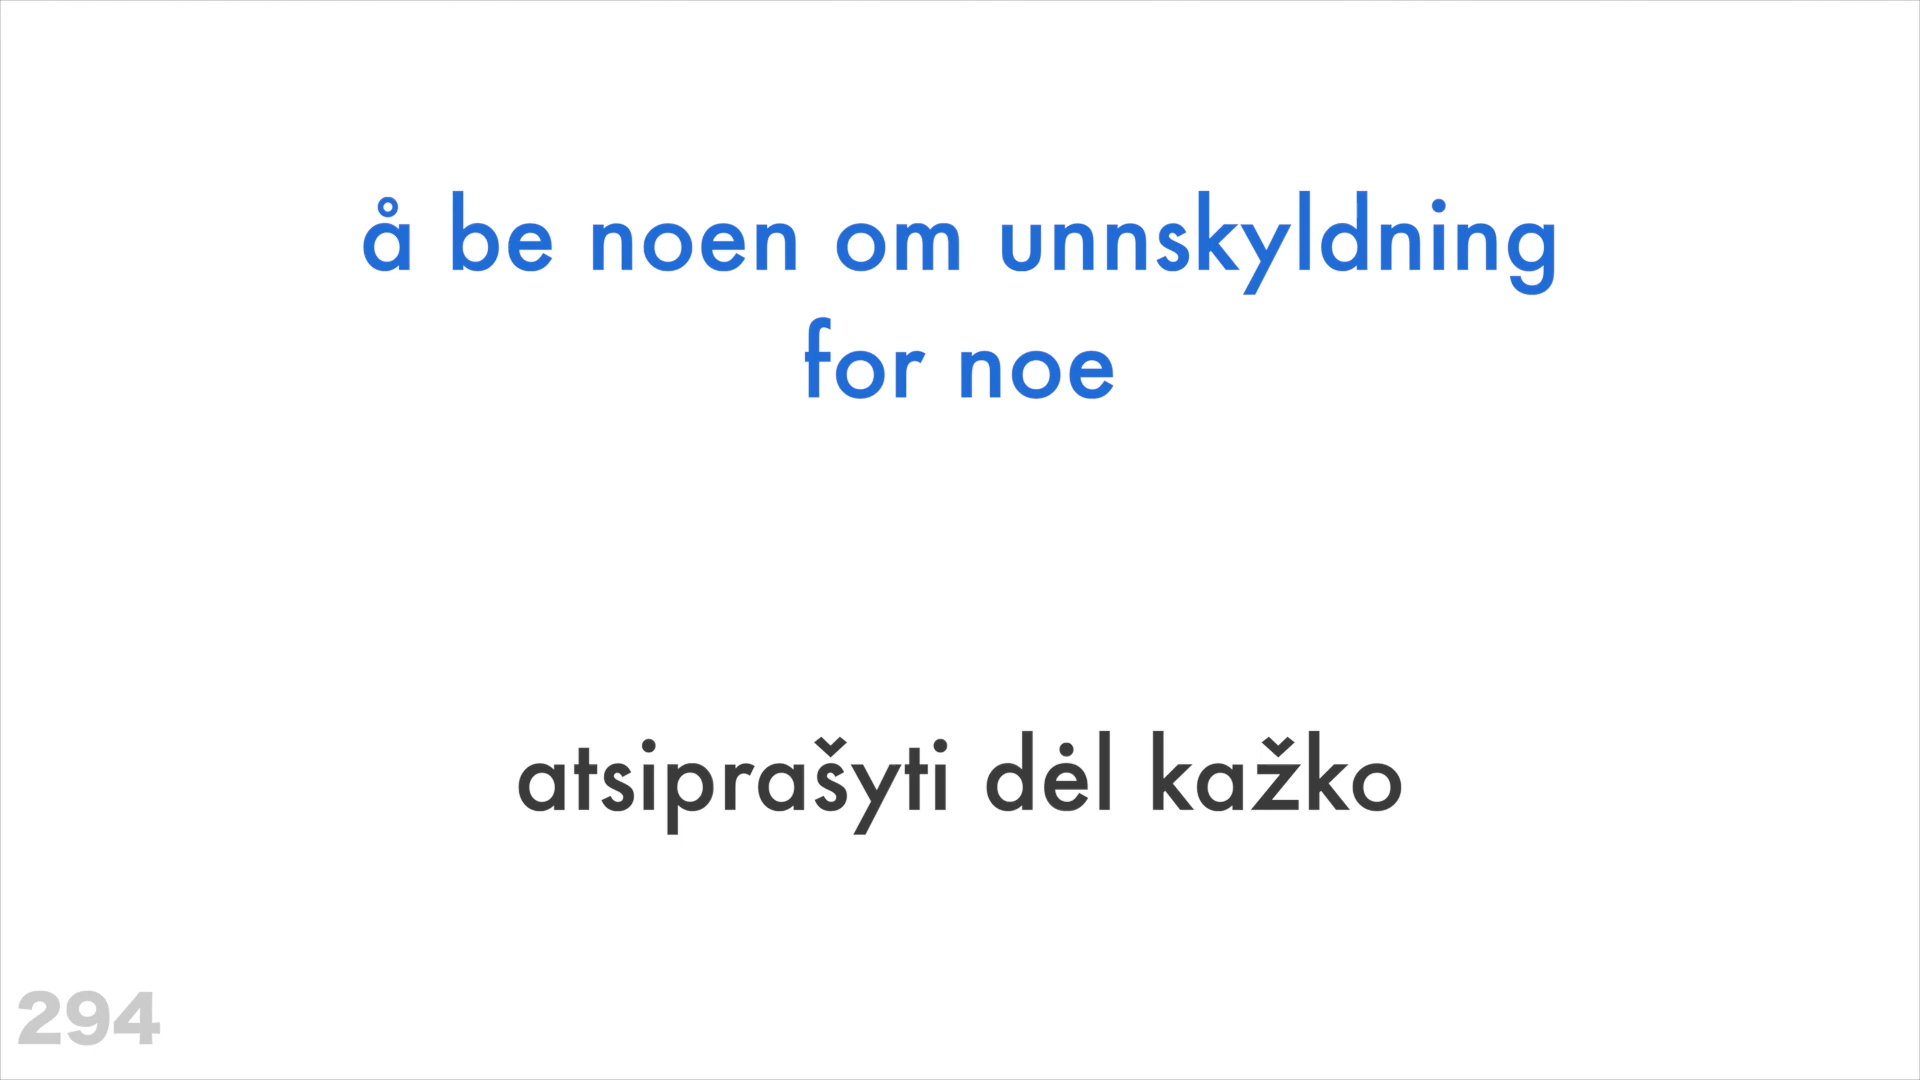 å be noen om unnskyldning
for noe
atsiprašyti dėl kažko
294